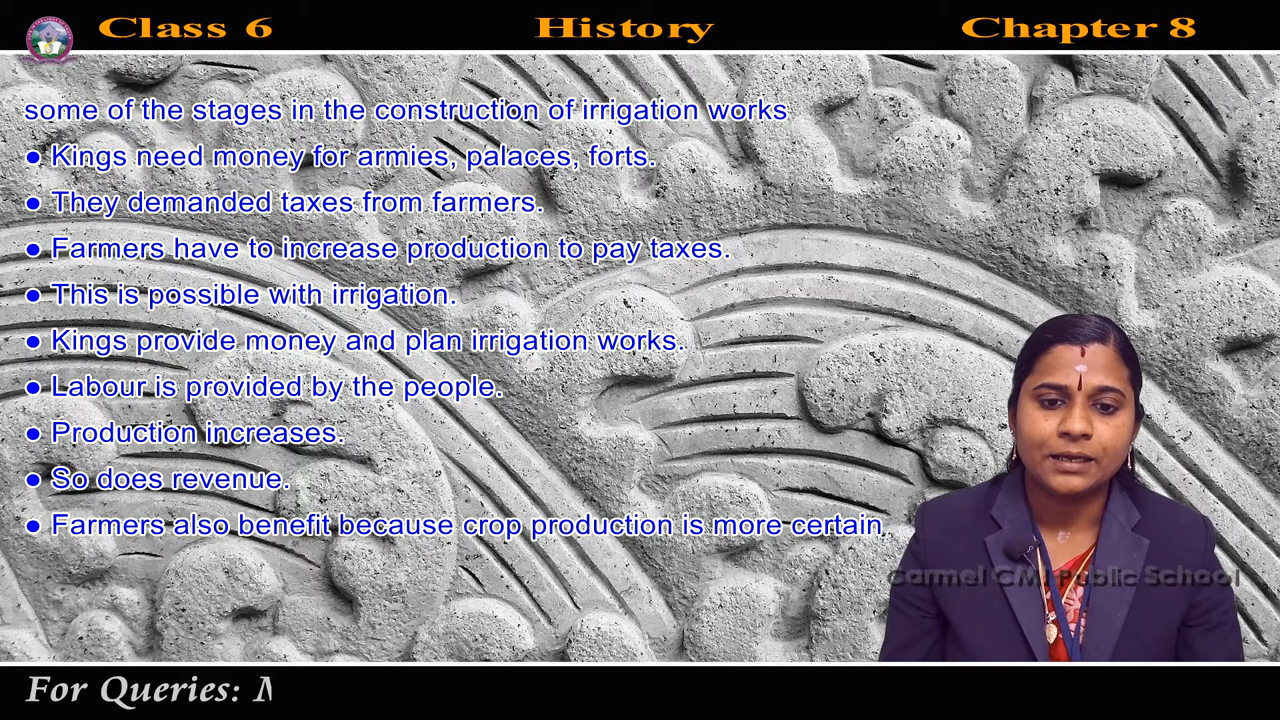 Class 6 History Chapter 8
some of the stages in the construction of irrigation works
● Kings need money for armies, palaces, forts.
● They demanded taxes from farmers.
● Farmers have to increase production to pay taxes.
● This is possible with irrigation.
● Kings provide money and plan irrigation works.
● Labour is provided by the people.
● Production increases.
● So does revenue.
● Farmers also benefit because crop production is more certain
Carmel CMI Public School
For Queries: